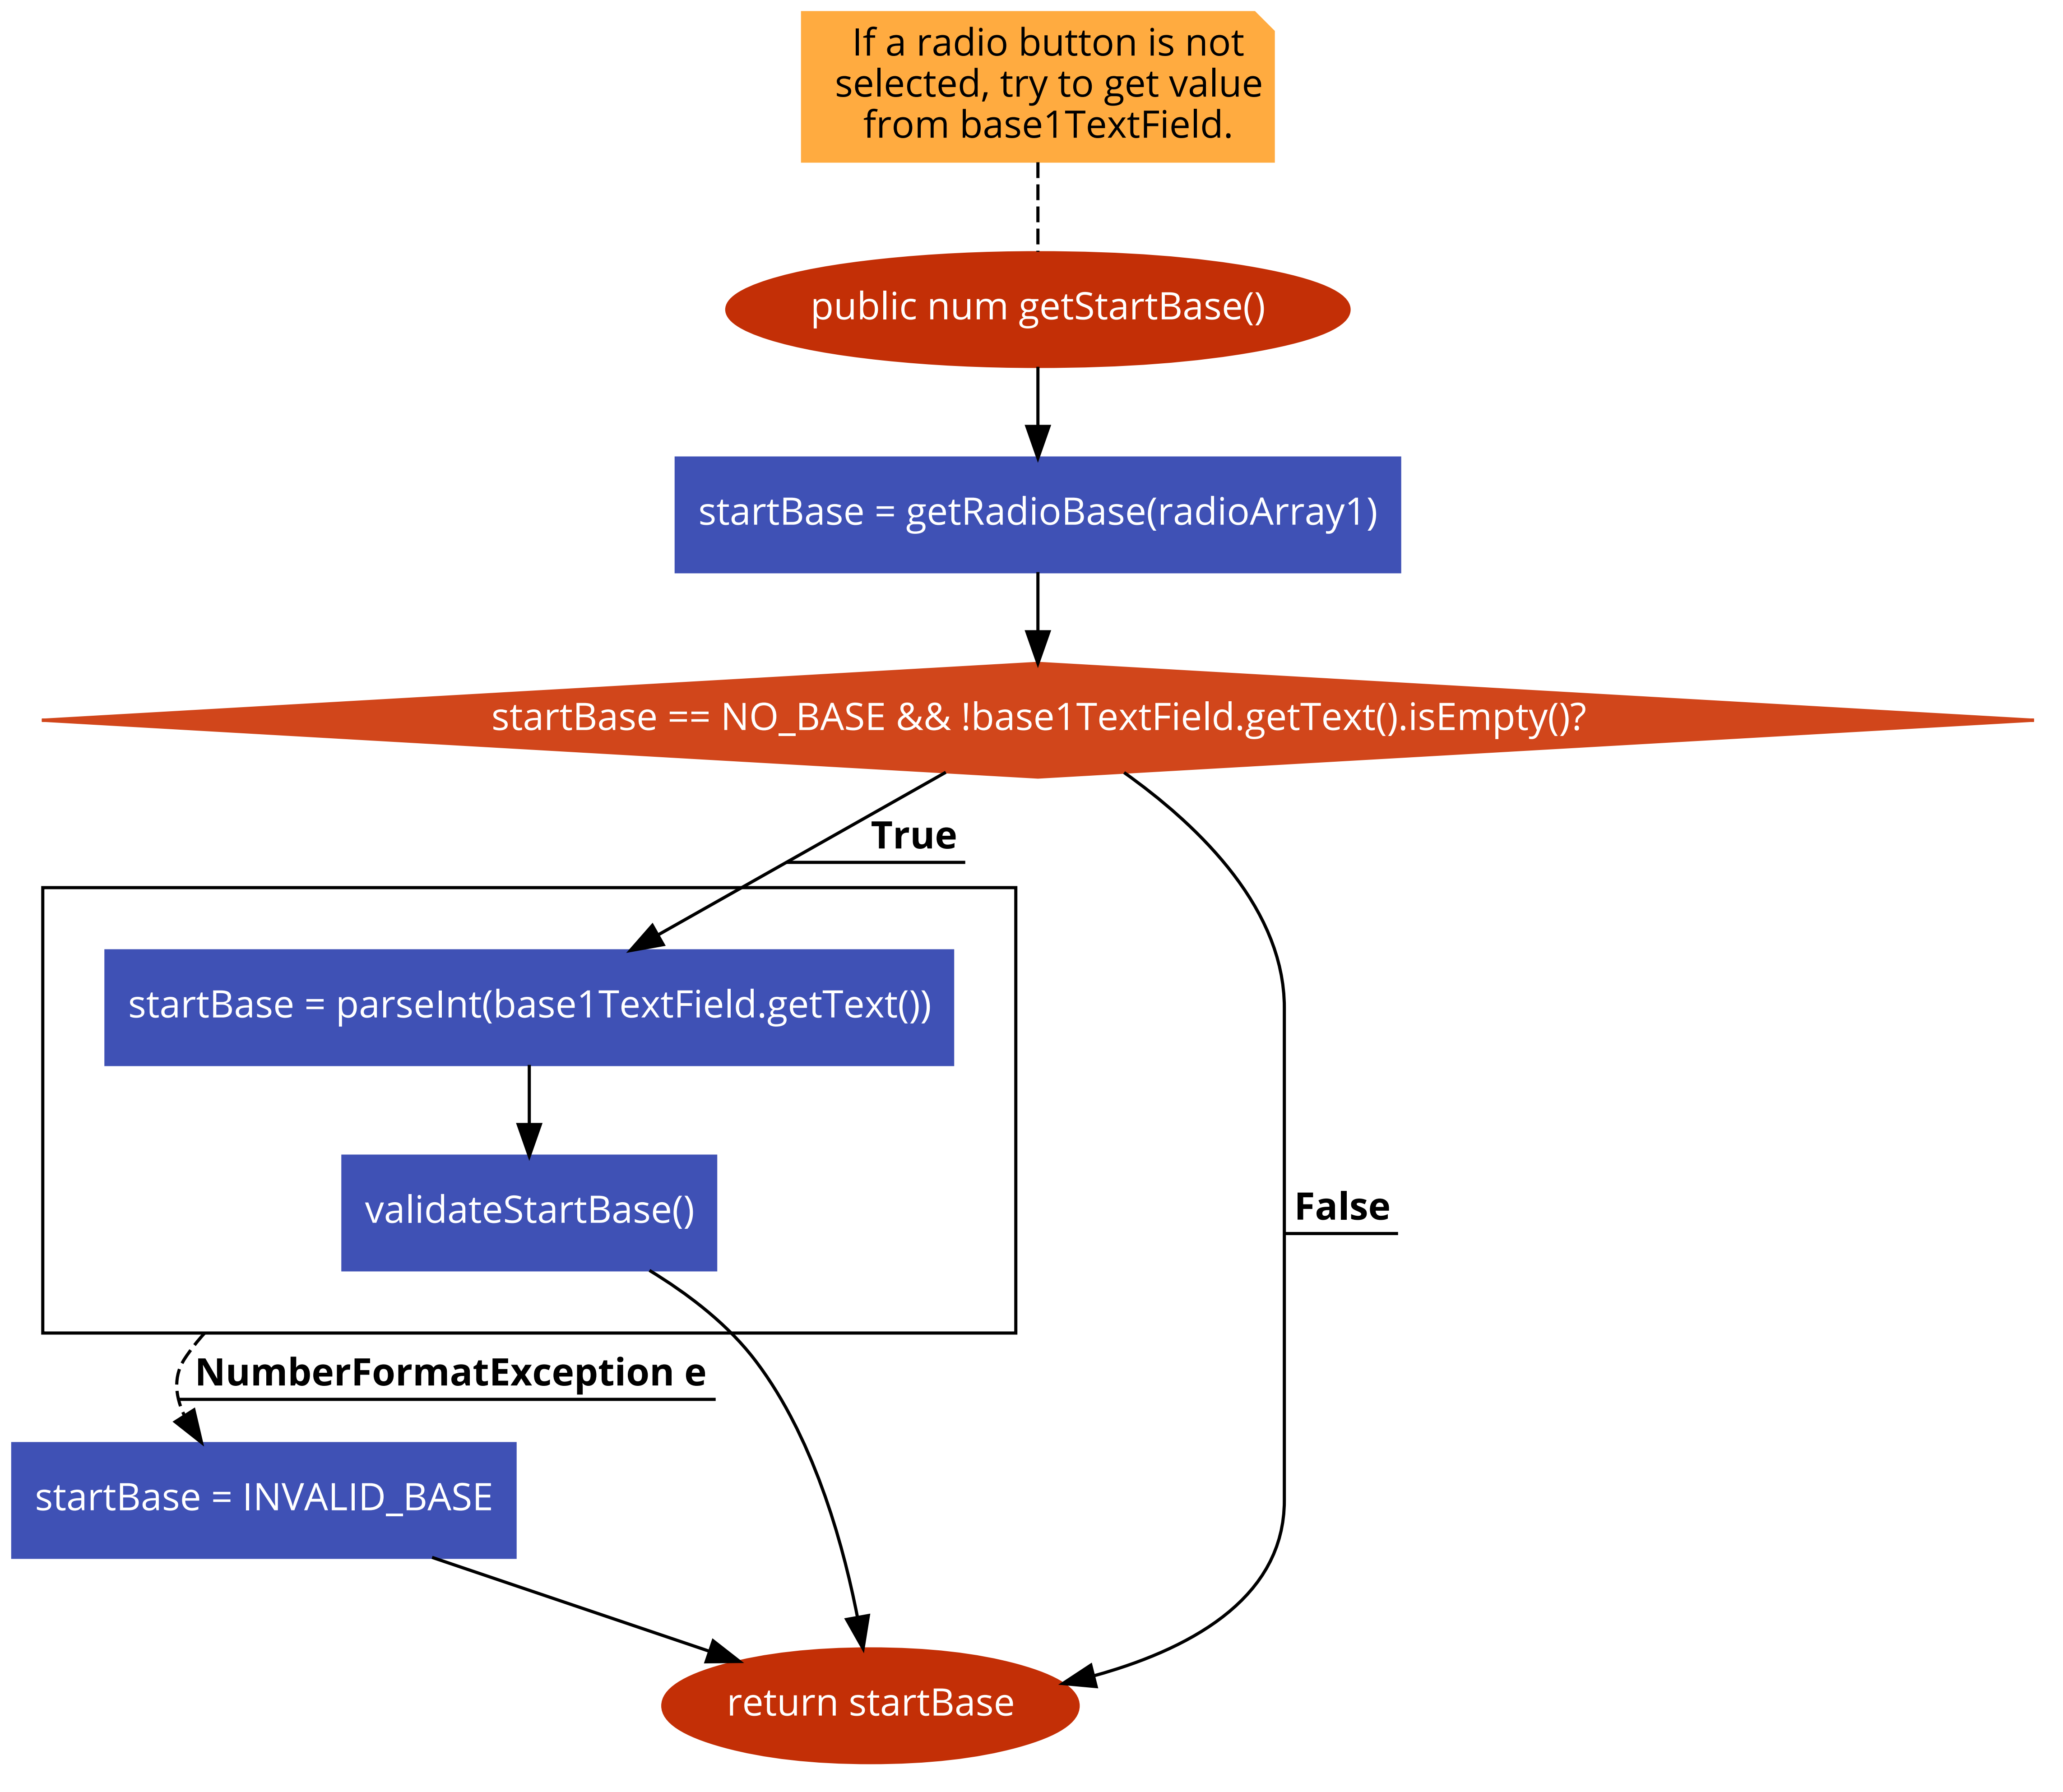 If a radio button is not
selected, try to get value
from base1TextField.
public num getStartBase()
startBase = getRadioBase(radioArray1)
startBase == NO_BASE && !base1TextField.getText().isEmpty()?
True
startBase = parseInt(base1TextField.getText())
validateStartBase()
False
NumberFormatException e
startBase = INVALID_BASE
return startBase